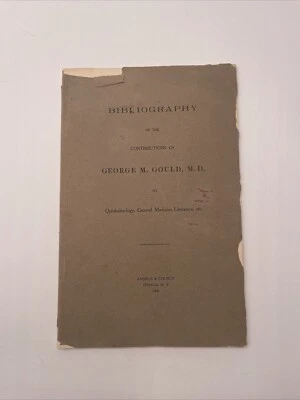 BIBLIOGRAPHY
OF THE
CONTRIBUTIONS OF
GEORGE M. GOULD, M.D.
TO
Ophthalmology, General Medicine Literature, etc.